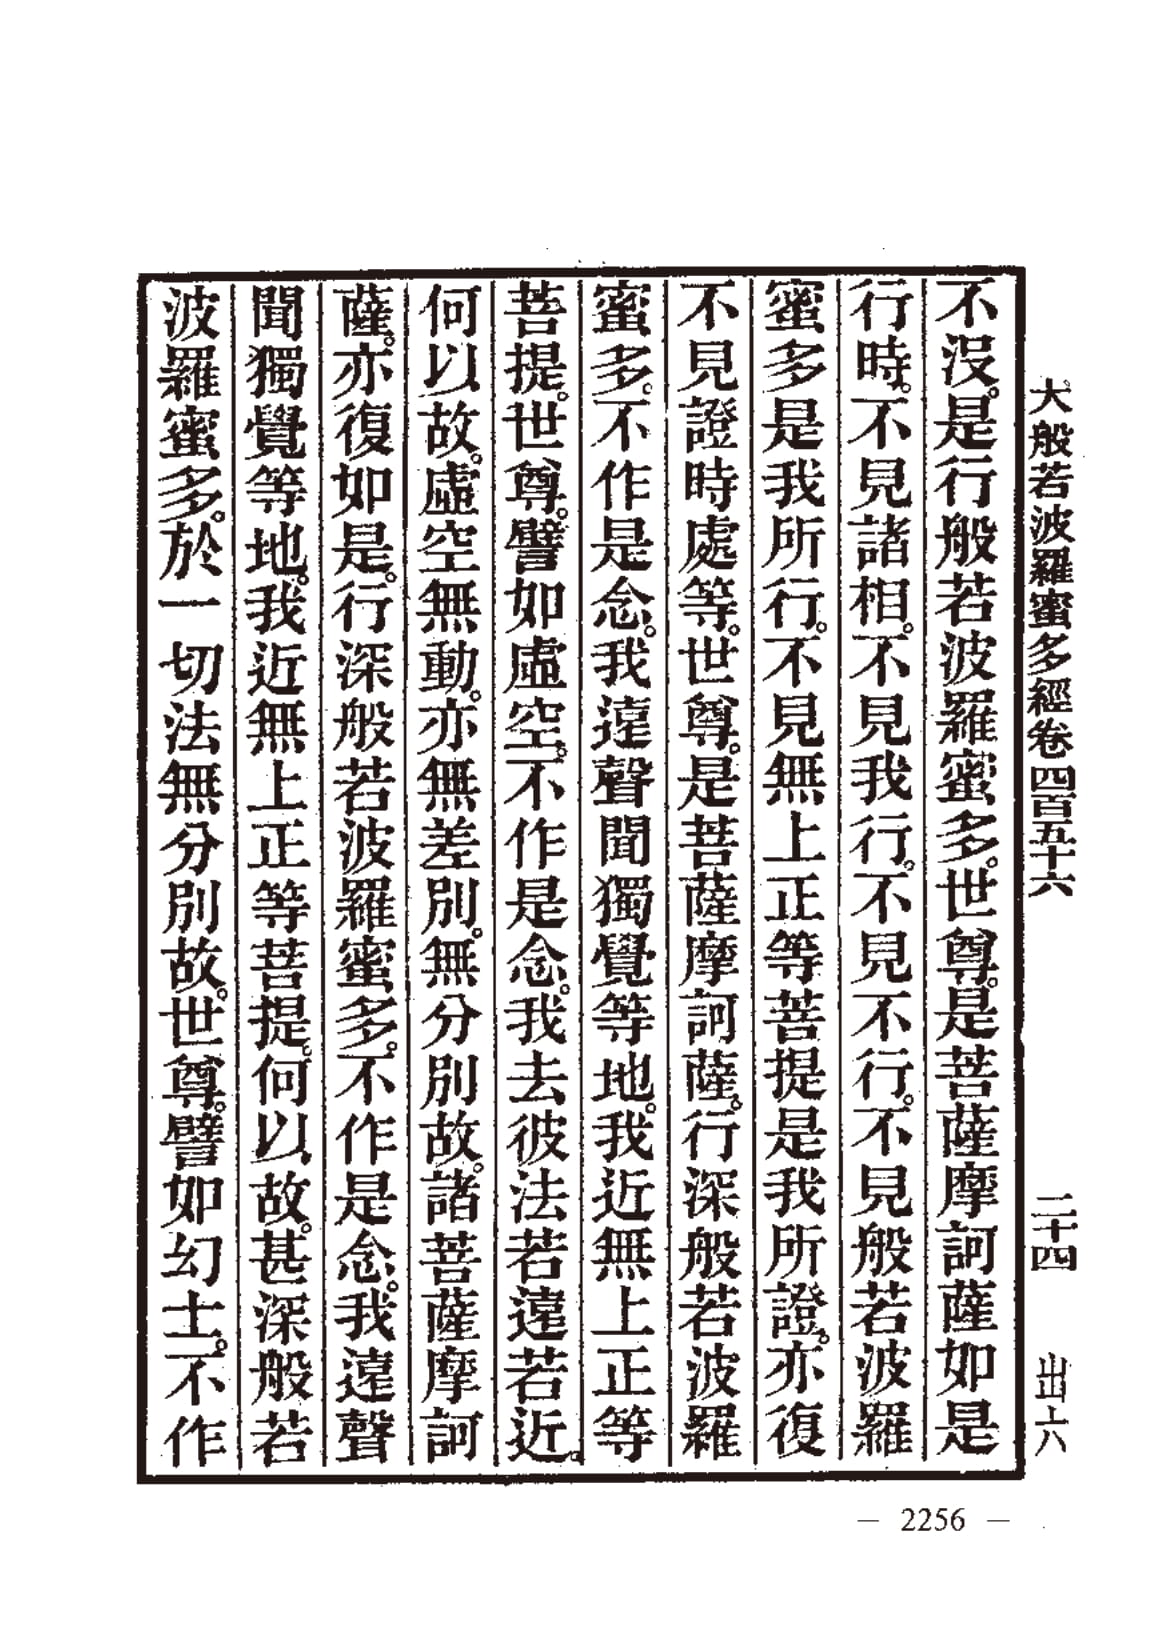 大般若波羅蜜多經卷四百五十六 二十四 出六
不沒。是行般若波羅蜜多。世尊。是菩薩摩訶薩如是
行時。不見諸相。不見我行。不見不行。不見般若波羅
蜜多是我所行。不見無上正等菩提是我所證。亦復
不見證時處等。世尊。是菩薩摩訶薩。行深般若波羅
蜜多。不作是念。我遠聲聞獨覺等地。我近無上正等
菩提。世尊。譬如虛空。不作是念。我去彼法若遠若近。
何以故。虛空無動。亦無差別。無分別故。諸菩薩摩訶
薩。亦復如是。行深般若波羅蜜多。不作是念。我遠聲
聞獨覺等地。我近無上正等菩提。何以故。甚深般若
波羅蜜多。於一切法無分別故。世尊。譬如幻士。不作
— 2256 —